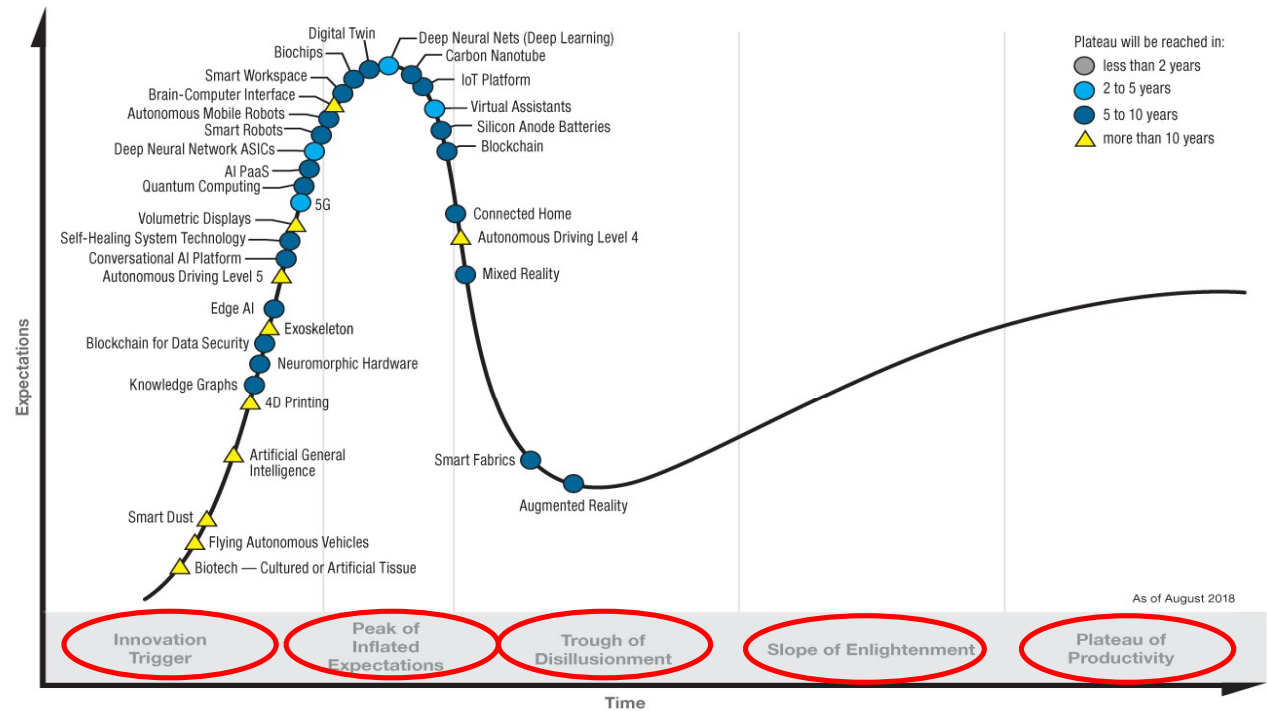 Digital Twin
Deep Neural Nets (Deep Learning)
Biochips
Carbon Nanotube
Smart Workspace
IoT Platform
Brain-Computer Interface
Virtual Assistants
Autonomous Mobile Robots
Silicon Anode Batteries
Smart Robots
Blockchain
Deep Neural Network ASICs
AI PaaS
Quantum Computing
5G
Connected Home
Volumetric Displays
Autonomous Driving Level 4
Self-Healing System Technology
Conversational AI Platform
Mixed Reality
Autonomous Driving Level 5
Edge AI
Exoskeleton
Blockchain for Data Security
Neuromorphic Hardware
Knowledge Graphs
4D Printing
Artificial General
Intelligence
Smart Fabrics
Augmented Reality
Smart Dust
Flying Autonomous Vehicles
Biotech — Cultured or Artificial Tissue
Plateau will be reached in:
less than 2 years
2 to 5 years
5 to 10 years
more than 10 years
Expectations
As of August 2018
Innovation
Trigger
Peak of
Inflated
Expectations
Trough of
Disillusionment
Slope of Enlightenment
Plateau of
Productivity
Time